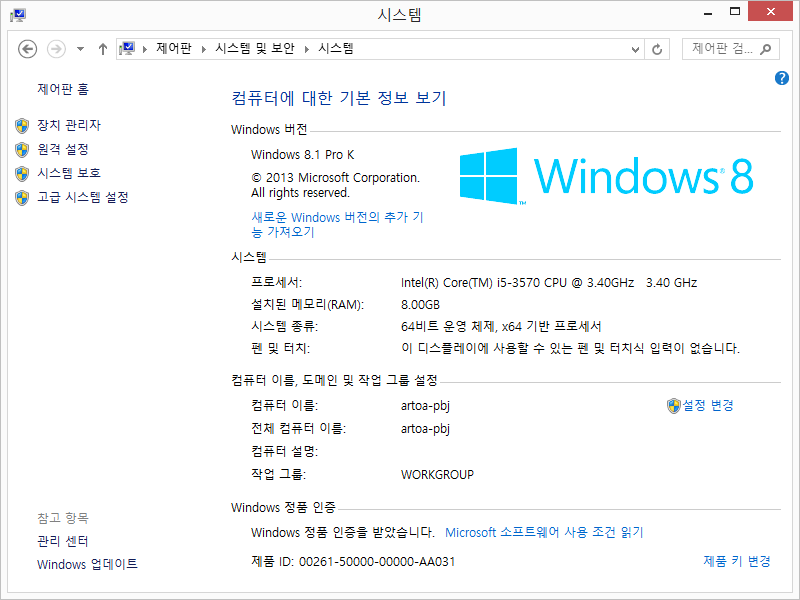 시스템
제어판 시스템 및 보안 시스템
제어판 검...
제어판 홈
장치 관리자
원격 설정
시스템 보호
고급 시스템 설정
컴퓨터에 대한 기본 정보 보기
Windows 버전
Windows 8.1 Pro K
© 2013 Microsoft Corporation.
All rights reserved.
새로운 Windows 버전의 추가 기
능 가져오기
Windows® 8
™
시스템
프로세서: Intel(R) Core(TM) i5-3570 CPU @ 3.40GHz 3.40 GHz
설치된 메모리(RAM): 8.00GB
시스템 종류: 64비트 운영 체제, x64 기반 프로세서
펜 및 터치: 이 디스플레이에 사용할 수 있는 펜 및 터치식 입력이 없습니다.
컴퓨터 이름, 도메인 및 작업 그룹 설정
컴퓨터 이름: artoa-pbj 설정 변경
전체 컴퓨터 이름: artoa-pbj
컴퓨터 설명:
작업 그룹: WORKGROUP
Windows 정품 인증
Windows 정품 인증을 받았습니다. Microsoft 소프트웨어 사용 조건 읽기
제품 ID: 00261-50000-00000-AA031 제품 키 변경
참고 항목
관리 센터
Windows 업데이트